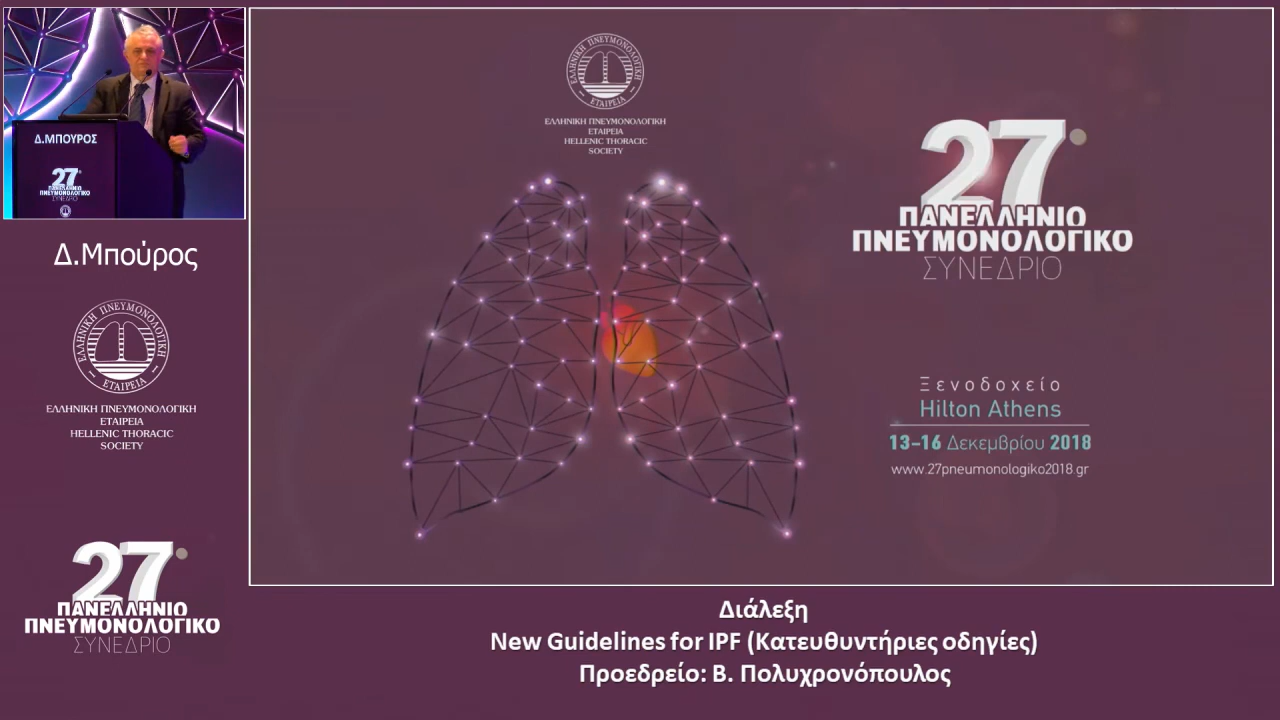 Δ.ΜΠΟΥΡΟΣ
27°
ΠΑΝΕΛΛΗΝΙΟ
ΠΝΕΥΜΟΝΟΛΟΓΙΚΟ
ΣΥΝΕΔΡΙΟ
Δ.Μπούρος
ΕΛΛΗΝΙΚΗ ΠΝΕΥΜΟΝΟΛΟΓΙΚΗ
ΕΤΑΙΡΕΙΑ
ΕΛΛΗΝΙΚΗ ΠΝΕΥΜΟΝΟΛΟΓΙΚΗ
ΕΤΑΙΡΕΙΑ
HELLENIC THORACIC
SOCIETY
27°
ΠΑΝΕΛΛΗΝΙΟ
ΠΝΕΥΜΟΝΟΛΟΓΙΚΟ
ΣΥΝΕΔΡΙΟ
ΕΛΛΗΝΙΚΗ ΠΝΕΥΜΟΝΟΛΟΓΙΚΗ
ΕΤΑΙΡΕΙΑ
ΕΛΛΗΝΙΚΗ ΠΝΕΥΜΟΝΟΛΟΓΙΚΗ
ΕΤΑΙΡΕΙΑ
HELLENIC THORACIC
SOCIETY
27°
ΠΑΝΕΛΛΗΝΙΟ
ΠΝΕΥΜΟΝΟΛΟΓΙΚΟ
ΣΥΝΕΔΡΙΟ
Ξενοδοχείο
Hilton Athens
13-16 Δεκεμβρίου 2018
www.27pneumonologiko2018.gr
Διάλεξη
New Guidelines for IPF (Κατευθυντήριες οδηγίες)
Προεδρείο: Β. Πολυχρονόπουλος